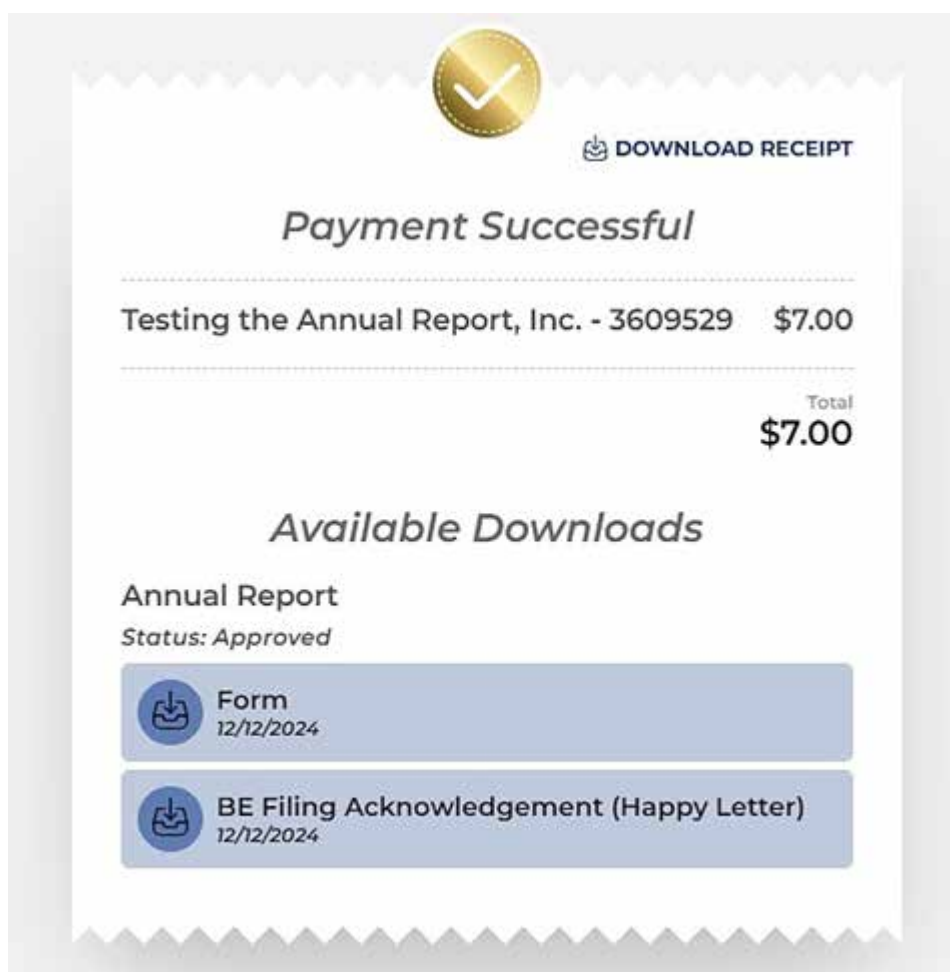 DOWNLOAD RECEIPT
Payment Successful
Testing the Annual Report, Inc. - 3609529 $7.00
Total
$7.00
Available Downloads
Annual Report
Status: Approved
Form
12/12/2024
BE Filing Acknowledgement (Happy Letter)
12/12/2024